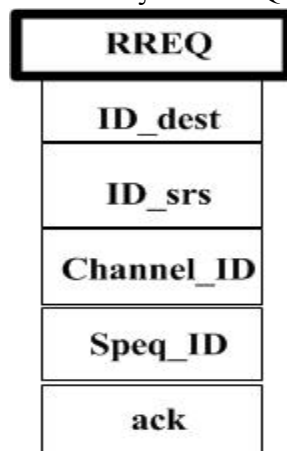 RREQ
ID_dest
ID_srs
Channel_ID
Speq_ID
ack